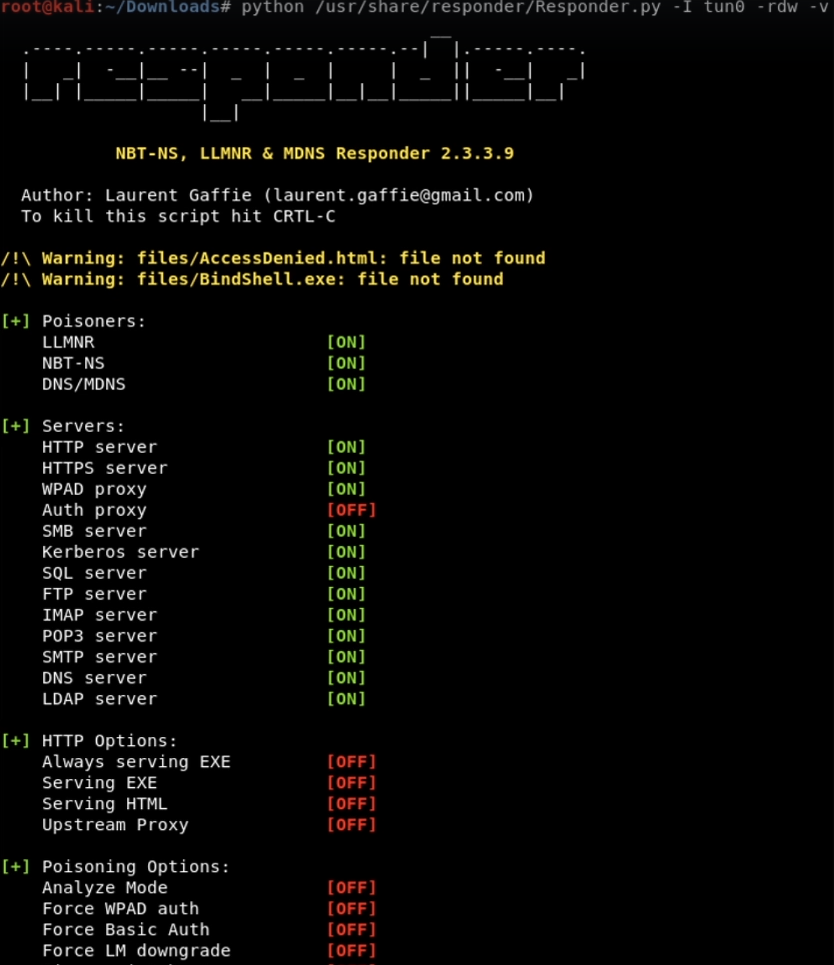 root@kali:~/Downloads# python /usr/share/responder/Responder.py -I tun0 -rdw -v
NBT-NS, LLMNR & MDNS Responder 2.3.3.9
Author: Laurent Gaffie (laurent.gaffie@gmail.com)
To kill this script hit CRTL-C
/!\ Warning: files/AccessDenied.html: file not found
/!\ Warning: files/BindShell.exe: file not found
[+] Poisoners:
LLMNR [ON]
NBT-NS [ON]
DNS/MDNS [ON]
[+] Servers:
HTTP server [ON]
HTTPS server [ON]
WPAD proxy [ON]
Auth proxy [OFF]
SMB server [ON]
Kerberos server [ON]
SQL server [ON]
FTP server [ON]
IMAP server [ON]
POP3 server [ON]
SMTP server [ON]
DNS server [ON]
LDAP server [ON]
[+] HTTP Options:
Always serving EXE [OFF]
Serving EXE [OFF]
Serving HTML [OFF]
Upstream Proxy [OFF]
[+] Poisoning Options:
Analyze Mode [OFF]
Force WPAD auth [OFF]
Force Basic Auth [OFF]
Force LM downgrade [OFF]